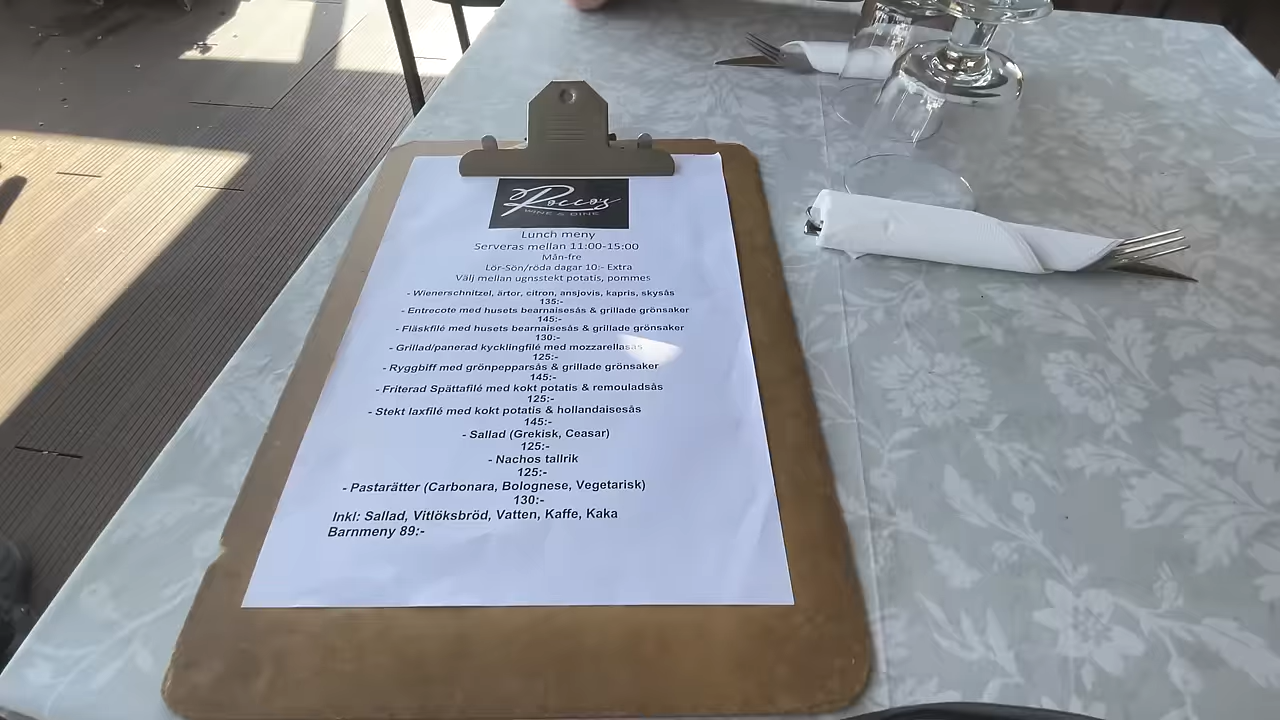 Roccos
WINE & DINE
Lunch meny
Serveras mellan 11:00-15:00
Mån-fre
Lör-Sön/röda dagar 10:- Extra
Välj mellan ugnsstekt potatis, pommes
- Wienerschnitzel, ärtor, citron, ansjovis, kapris, skysås
135:-
- Entrecote med husets bearnaisesås & grillade grönsaker
145:-
- Fläskfilé med husets bearnaisesås & grillade grönsaker
130:-
- Grillad/panerad kycklingfilé med mozzarellasås
125:-
- Ryggbiff med grönpepparsås & grillade grönsaker
145:-
- Friterad Spättafilé med kokt potatis & remouladsås
125:-
- Stekt laxfilé med kokt potatis & hollandaisesås
145:-
- Sallad (Grekisk, Ceasar)
125:-
- Nachos tallrik
125:-
- Pastarätter (Carbonara, Bolognese, Vegetarisk)
130:-
Inkl: Sallad, Vitlöksbröd, Vatten, Kaffe, Kaka
Barnmeny 89:-